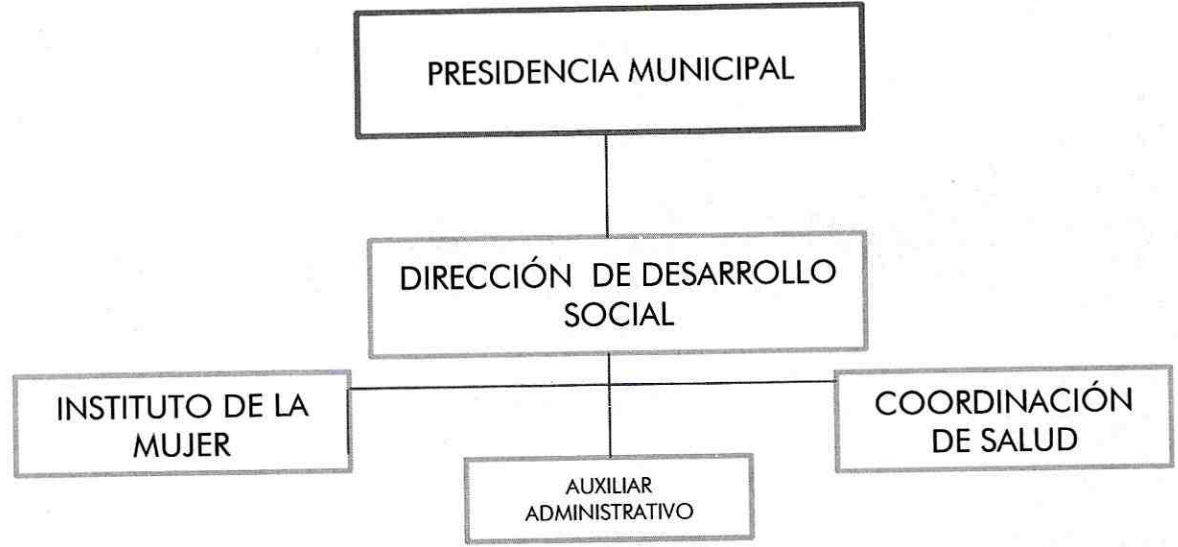 PRESIDENCIA MUNICIPAL
DIRECCIÓN DE DESARROLLO
SOCIAL
INSTITUTO DE LA
MUJER
COORDINACIÓN
DE SALUD
AUXILIAR
ADMINISTRATIVO